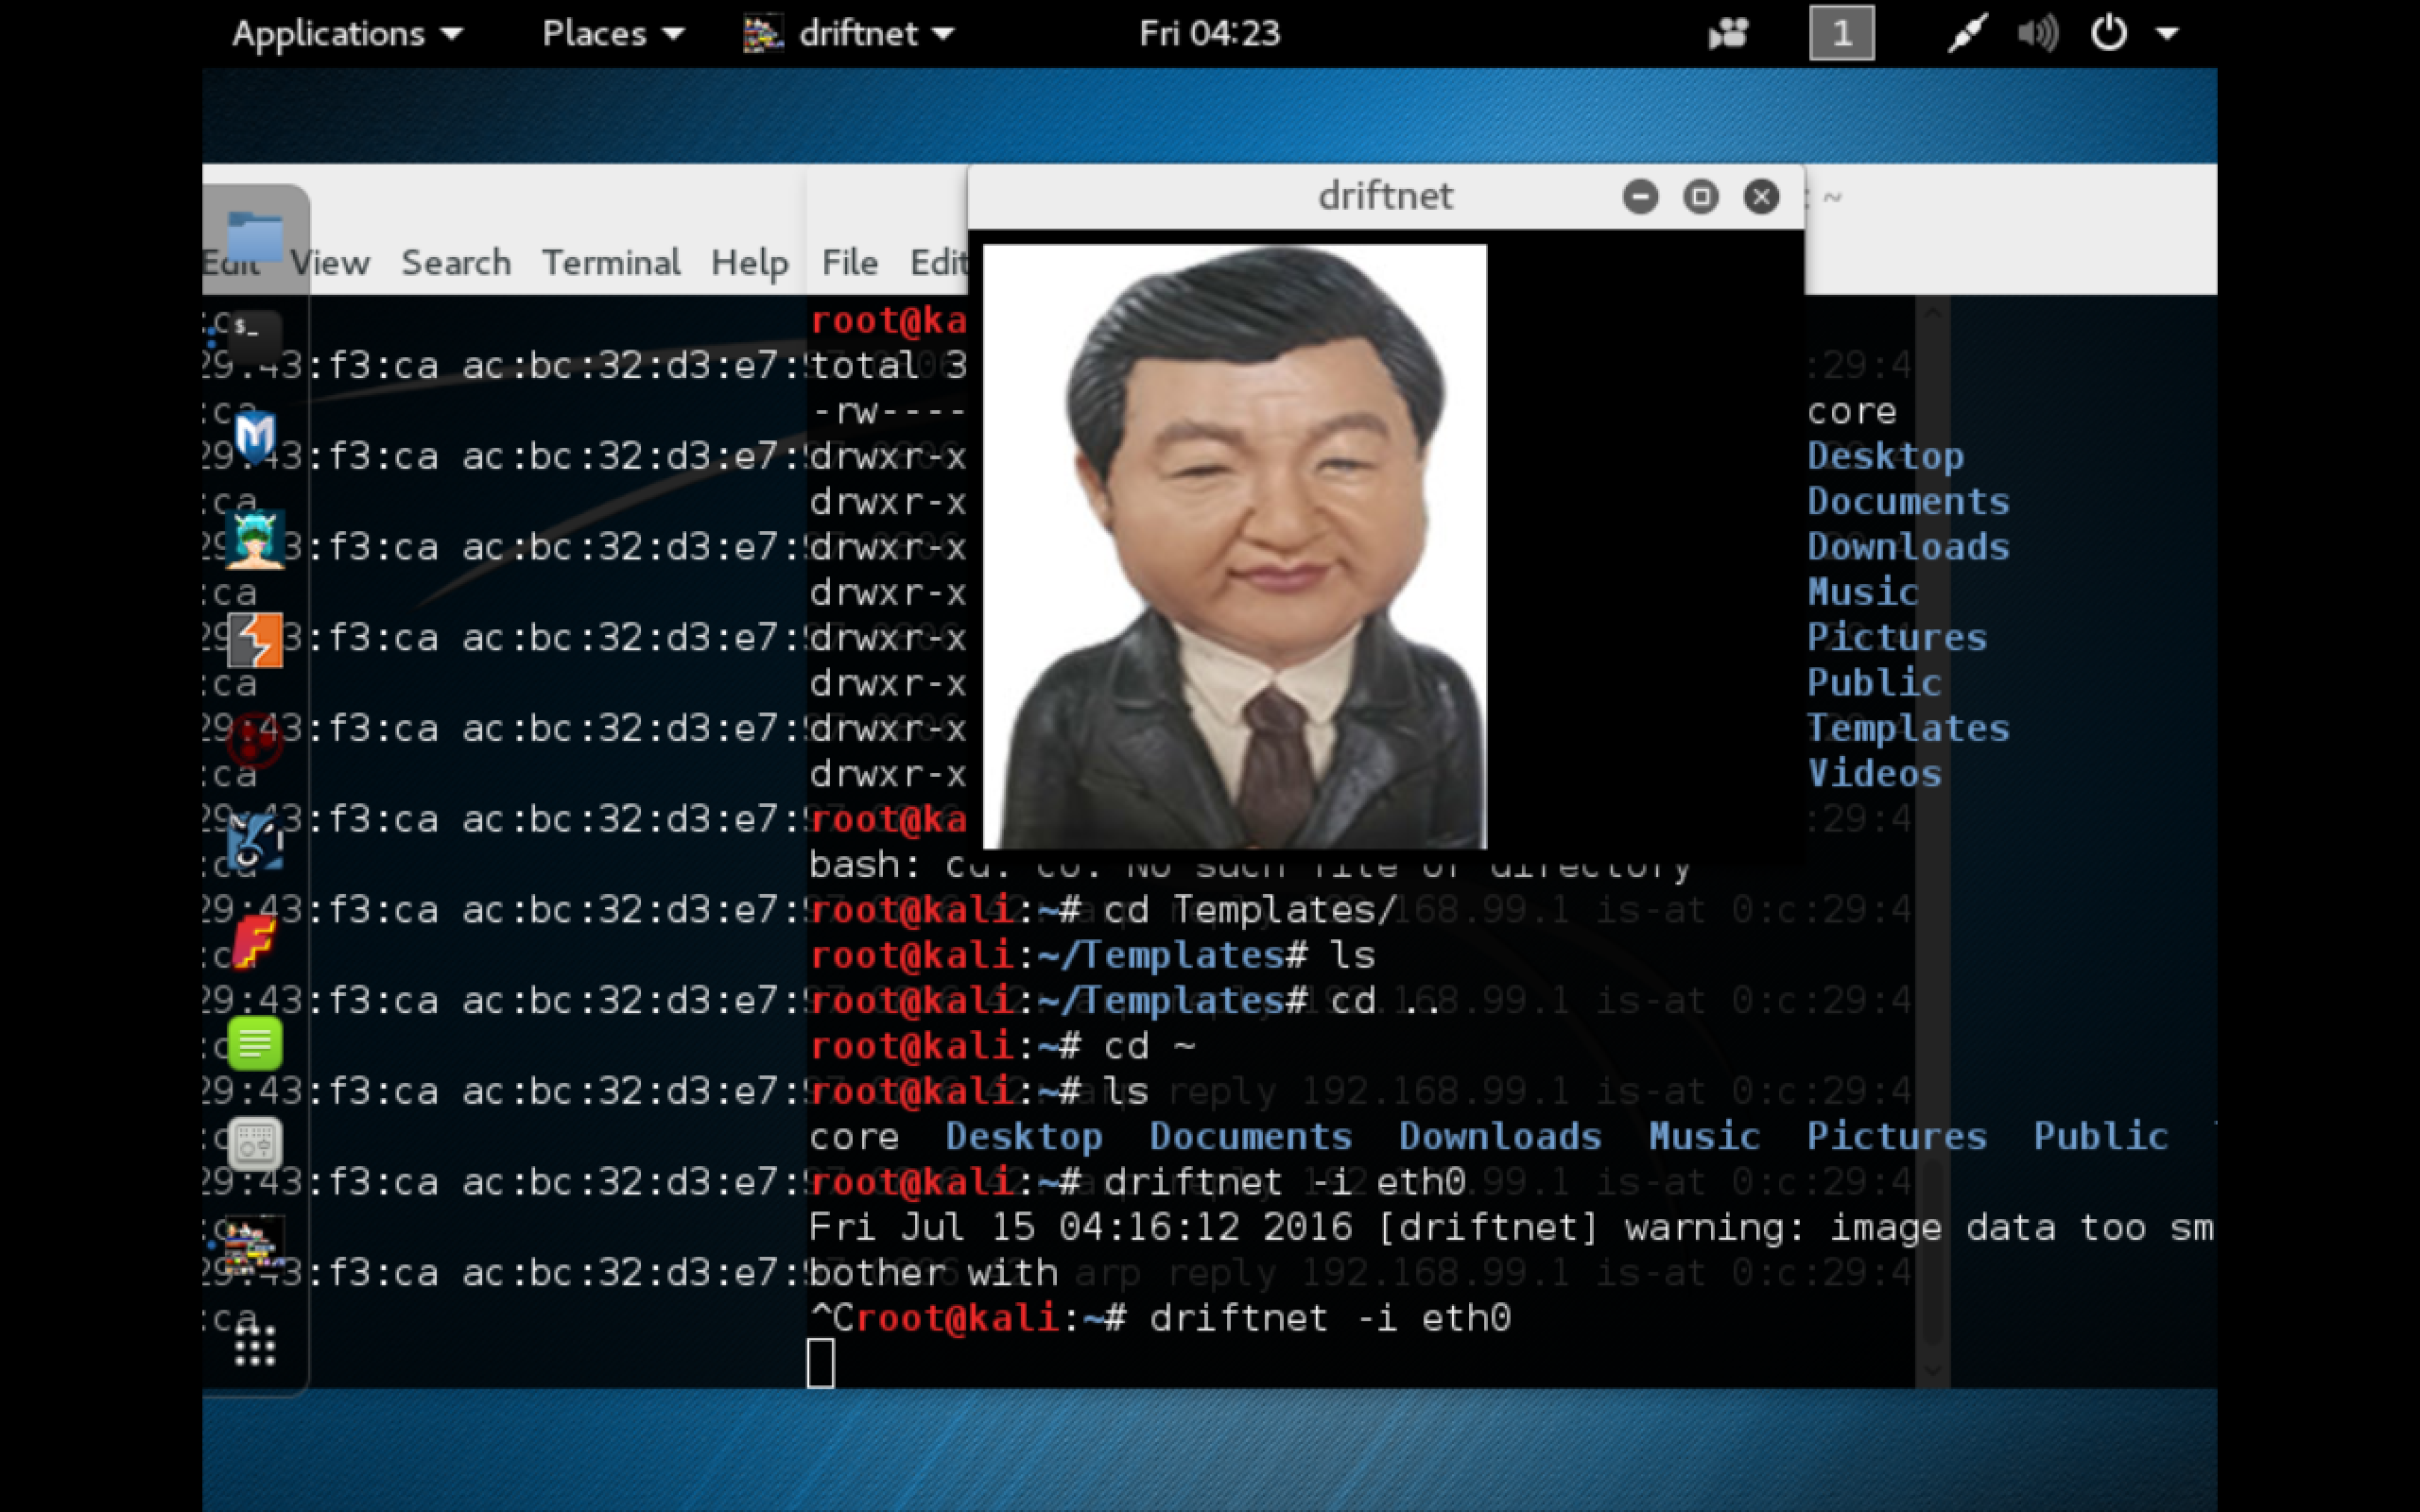 Applications Places driftnet Fri 04:23 1
driftnet
: ~
Edit View Search Terminal Help File Edit
$_
:ca
29:43:f3:ca ac:bc:32:d3:e7:
:ca
29:43:f3:ca ac:bc:32:d3:e7:
:ca
29:43:f3:ca ac:bc:32:d3:e7:
:ca
29:43:f3:ca ac:bc:32:d3:e7:
:ca
29:43:f3:ca ac:bc:32:d3:e7:
:ca
29:43:f3:ca ac:bc:32:d3:e7:
:ca
29:43:f3:ca ac:bc:32:d3:e7:
:ca
29:43:f3:ca ac:bc:32:d3:e7:
:ca
29:43:f3:ca ac:bc:32:d3:e7:
:ca
29:43:f3:ca ac:bc:32:d3:e7:
:ca
29:43:f3:ca ac:bc:32:d3:e7:
:ca
root@ka
total 3 :29:4
-rw---- core
drwxr-x Desktop
drwxr-x Documents
drwxr-x Downloads
drwxr-x Music
drwxr-x Pictures
drwxr-x Public
drwxr-x Templates
drwxr-x Videos
root@ka :29:4
bash: cd: co: No such file or directory
root@kali:~# cd Templates/ 168.99.1 is-at 0:c:29:4
root@kali:~/Templates# ls
root@kali:~/Templates# cd .. 192.168.99.1 is-at 0:c:29:4
root@kali:~# cd ~
root@kali:~# ls reply 192.168.99.1 is-at 0:c:29:4
core Desktop Documents Downloads Music Pictures Public
root@kali:~# driftnet -i eth0 .99.1 is-at 0:c:29:4
Fri Jul 15 04:16:12 2016 [driftnet] warning: image data too sm
bother with arp reply 192.168.99.1 is-at 0:c:29:4
^Croot@kali:~# driftnet -i eth0